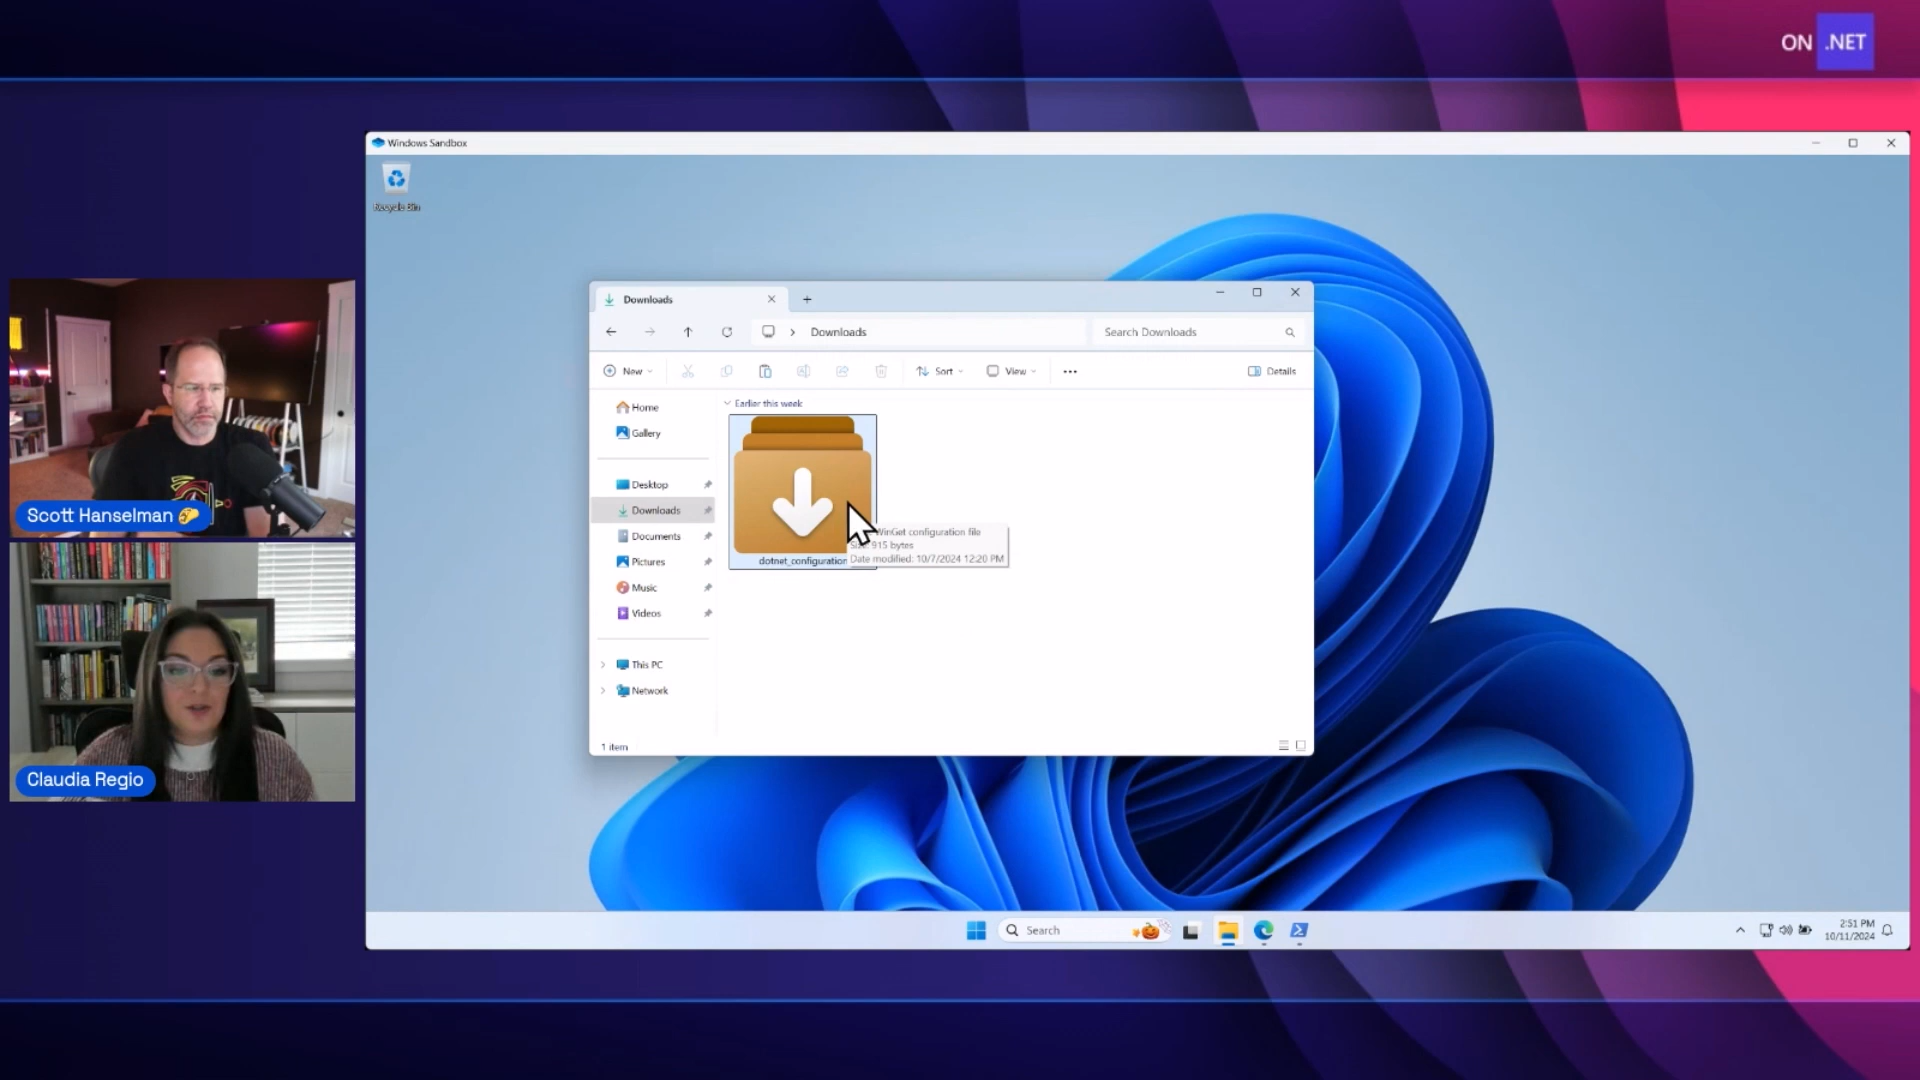 ON .NET
Windows Sandbox
Recycle Bin
Downloads
Downloads
Search Downloads
New
Sort
View
Details
Home
Gallery
Desktop
Downloads
Documents
Pictures
Music
Videos
This PC
Network
Earlier this week
dotnet_configuration
WinGet configuration file
Size: 915 bytes
Date modified: 10/7/2024 12:20 PM
1 item
Scott Hanselman 🌮
Claudia Regio
Search
2:51 PM
10/11/2024